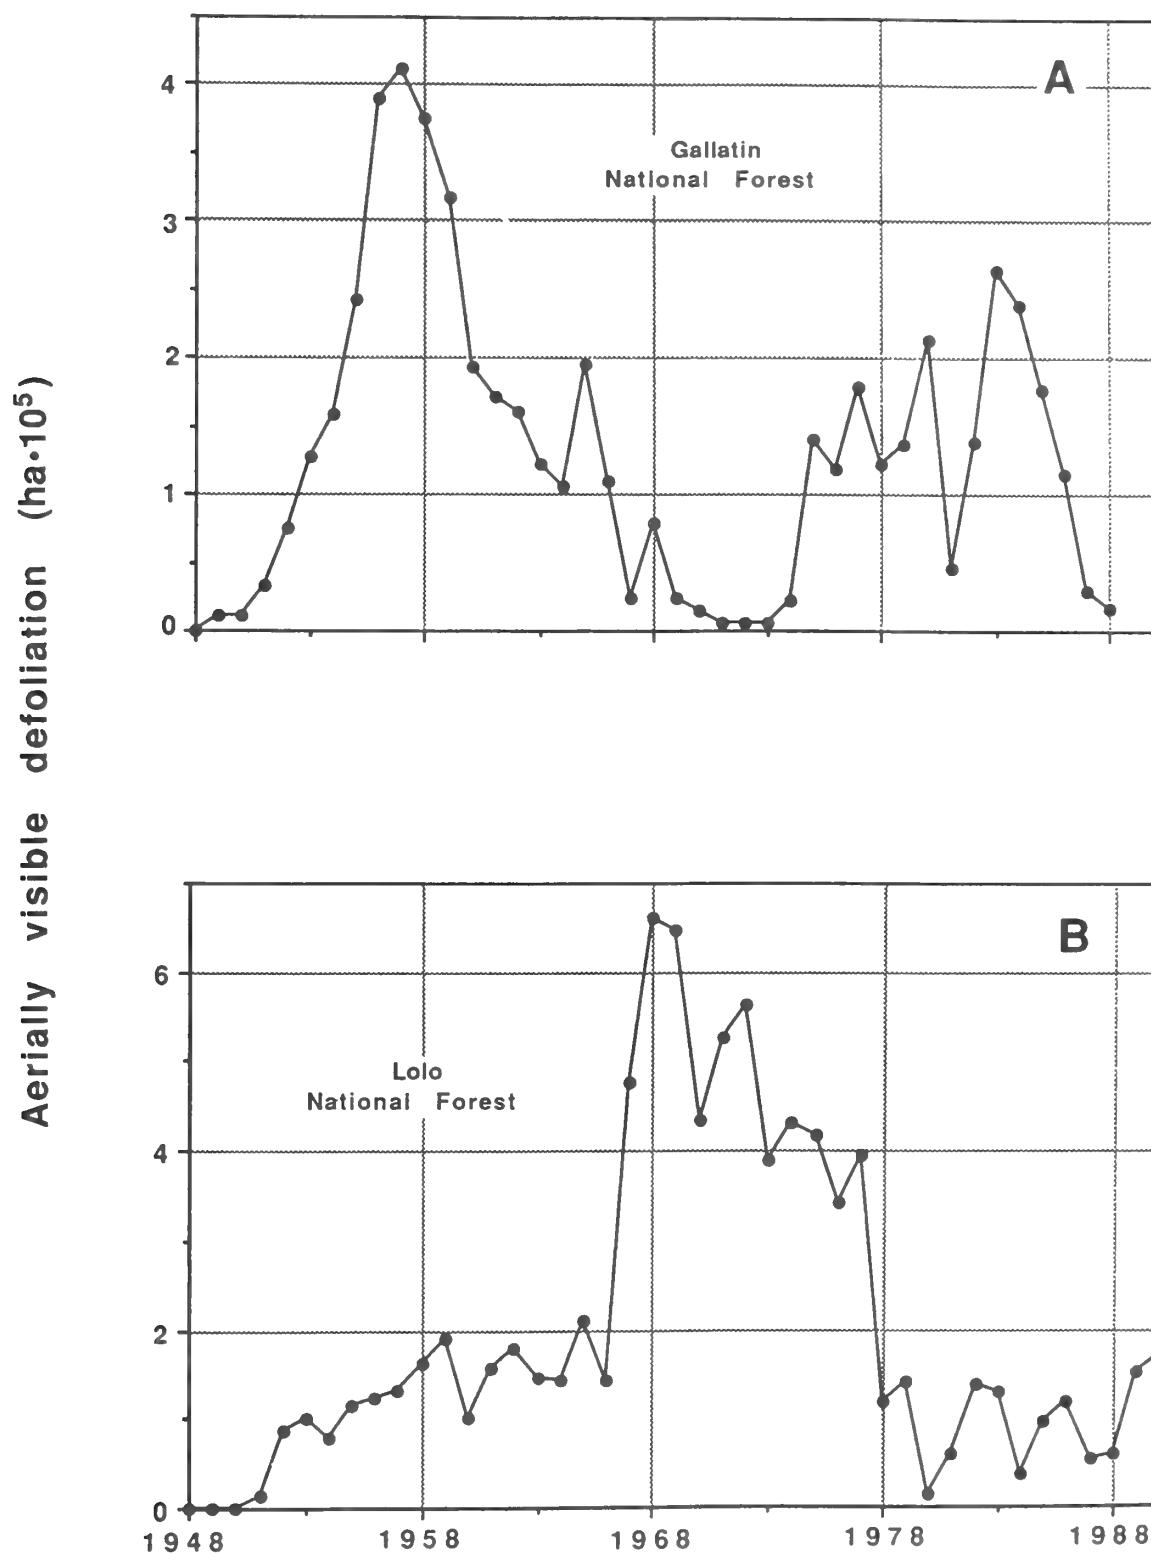 Aerially visible defoliation (ha•10⁵)
A
4
Gallatin
National Forest
3
2
1
0
B
6
Lolo
National Forest
4
2
0
1948 1958 1968 1978 1988